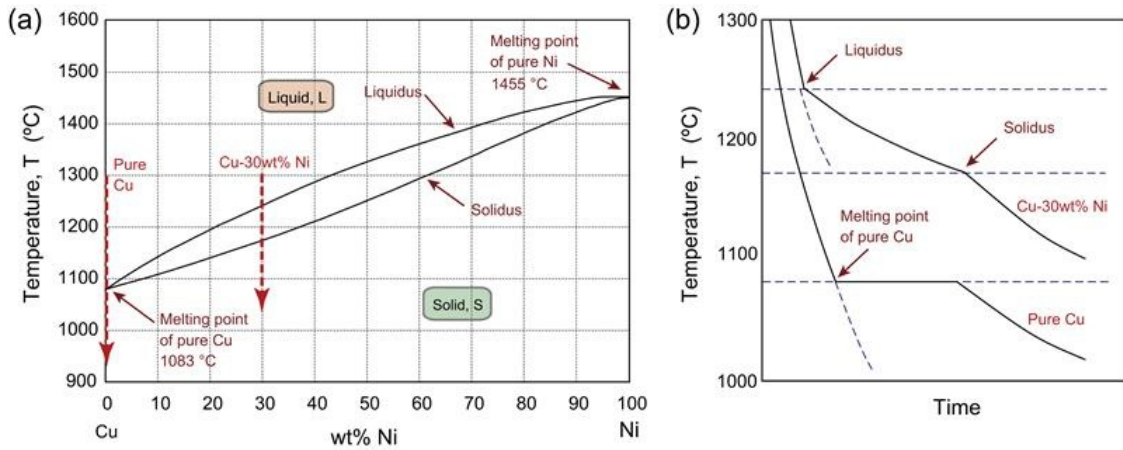 (a)
1600
1500
1400
1300
1200
1100
1000
900
Temperature, T (ºC)
Melting point
of pure Ni
1455 °C
Liquid, L
Liquidus
Pure
Cu
Cu-30wt% Ni
Solidus
Solid, S
Melting point
of pure Cu
1083 °C
0 10 20 30 40 50 60 70 80 90 100
Cu wt% Ni Ni
(b)
1300
1200
1100
1000
Temperature, T (ºC)
Liquidus
Solidus
Cu-30wt% Ni
Melting point
of pure Cu
Pure Cu
Time